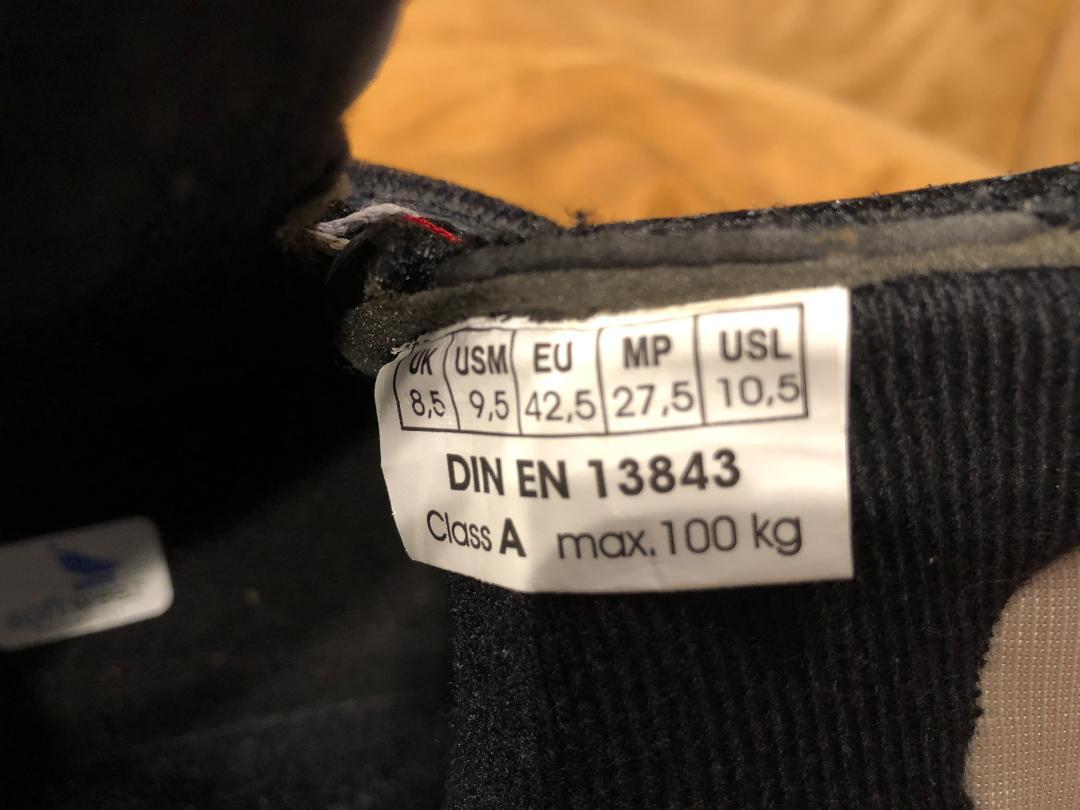 UK USM EU MP USL
8,5 9,5 42,5 27,5 10,5
DIN EN 13843
Class A max. 100 kg